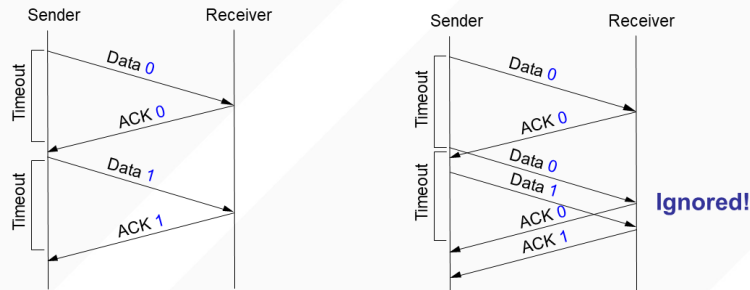 Sender
Receiver
Timeout
Data 0
ACK 0
Timeout
Data 1
ACK 1
Sender
Receiver
Timeout
Data 0
ACK 0
Timeout
Data 0
Data 1
ACK 0
ACK 1
Ignored!